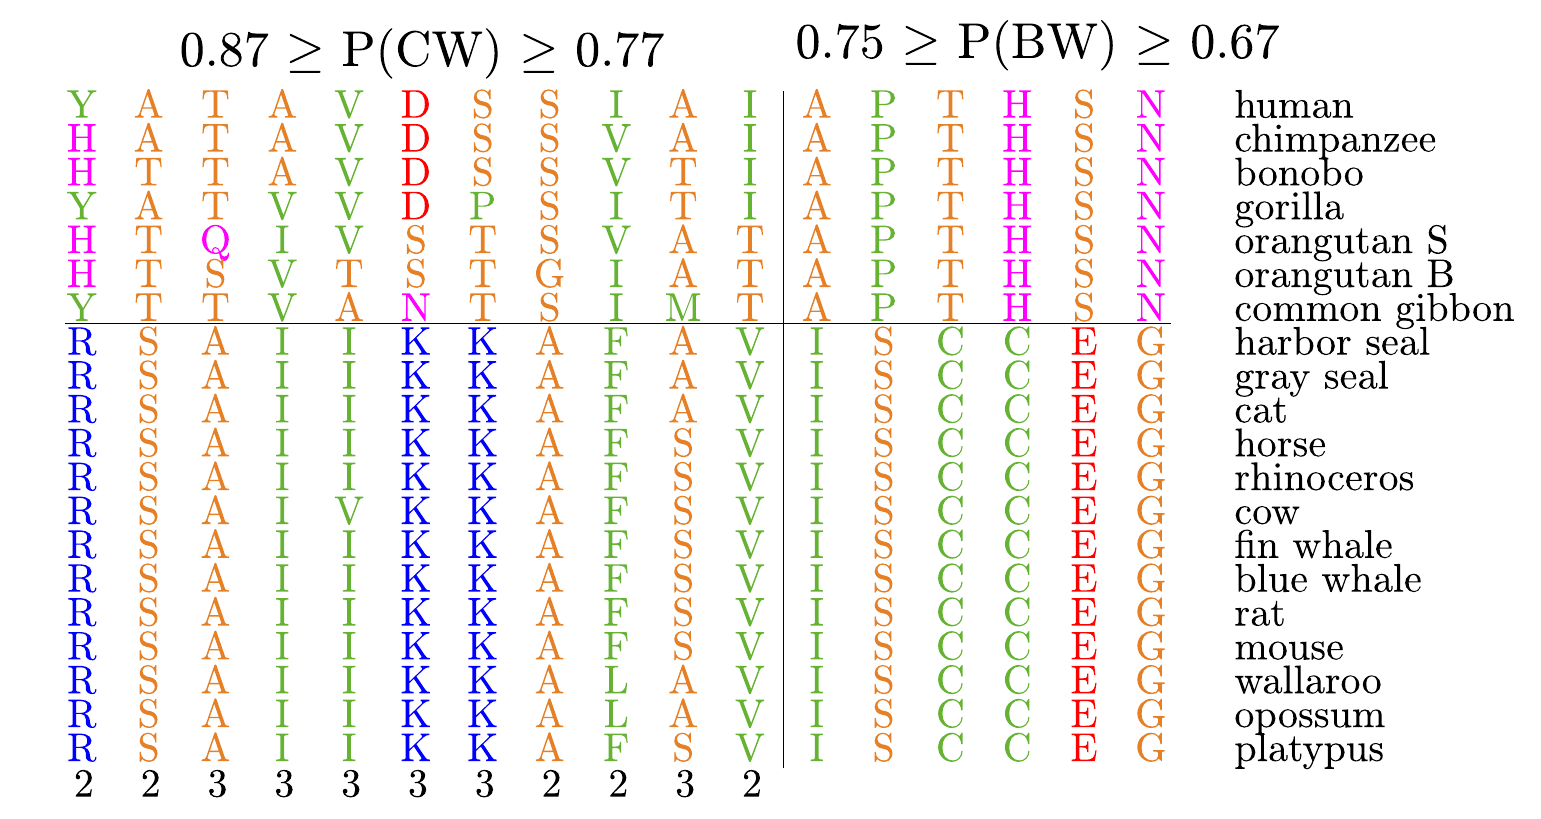 0.87 ≥ P(CW) ≥ 0.77 0.75 ≥ P(BW) ≥ 0.67
Y A T A V D S S I A I A P T H S N human
H A T A V D S S V A I A P T H S N chimpanzee
H T T A V D S S V T I A P T H S N bonobo
Y A T V V D P S I T I A P T H S N gorilla
H T Q I V S T S V A T A P T H S N orangutan S
H T S V T S T G I A T A P T H S N orangutan B
Y T T V A N T S I M T A P T H S N common gibbon
R S A I I K K A F A V I S C C E G harbor seal
R S A I I K K A F A V I S C C E G gray seal
R S A I I K K A F A V I S C C E G cat
R S A I I K K A F S V I S C C E G horse
R S A I I K K A F S V I S C C E G rhinoceros
R S A I V K K A F S V I S C C E G cow
R S A I I K K A F S V I S C C E G fin whale
R S A I I K K A F S V I S C C E G blue whale
R S A I I K K A F S V I S C C E G rat
R S A I I K K A F S V I S C C E G mouse
R S A I I K K A L A V I S C C E G wallaroo
R S A I I K K A L A V I S C C E G opossum
R S A I I K K A F S V I S C C E G platypus
2 2 3 3 3 3 3 2 2 3 2